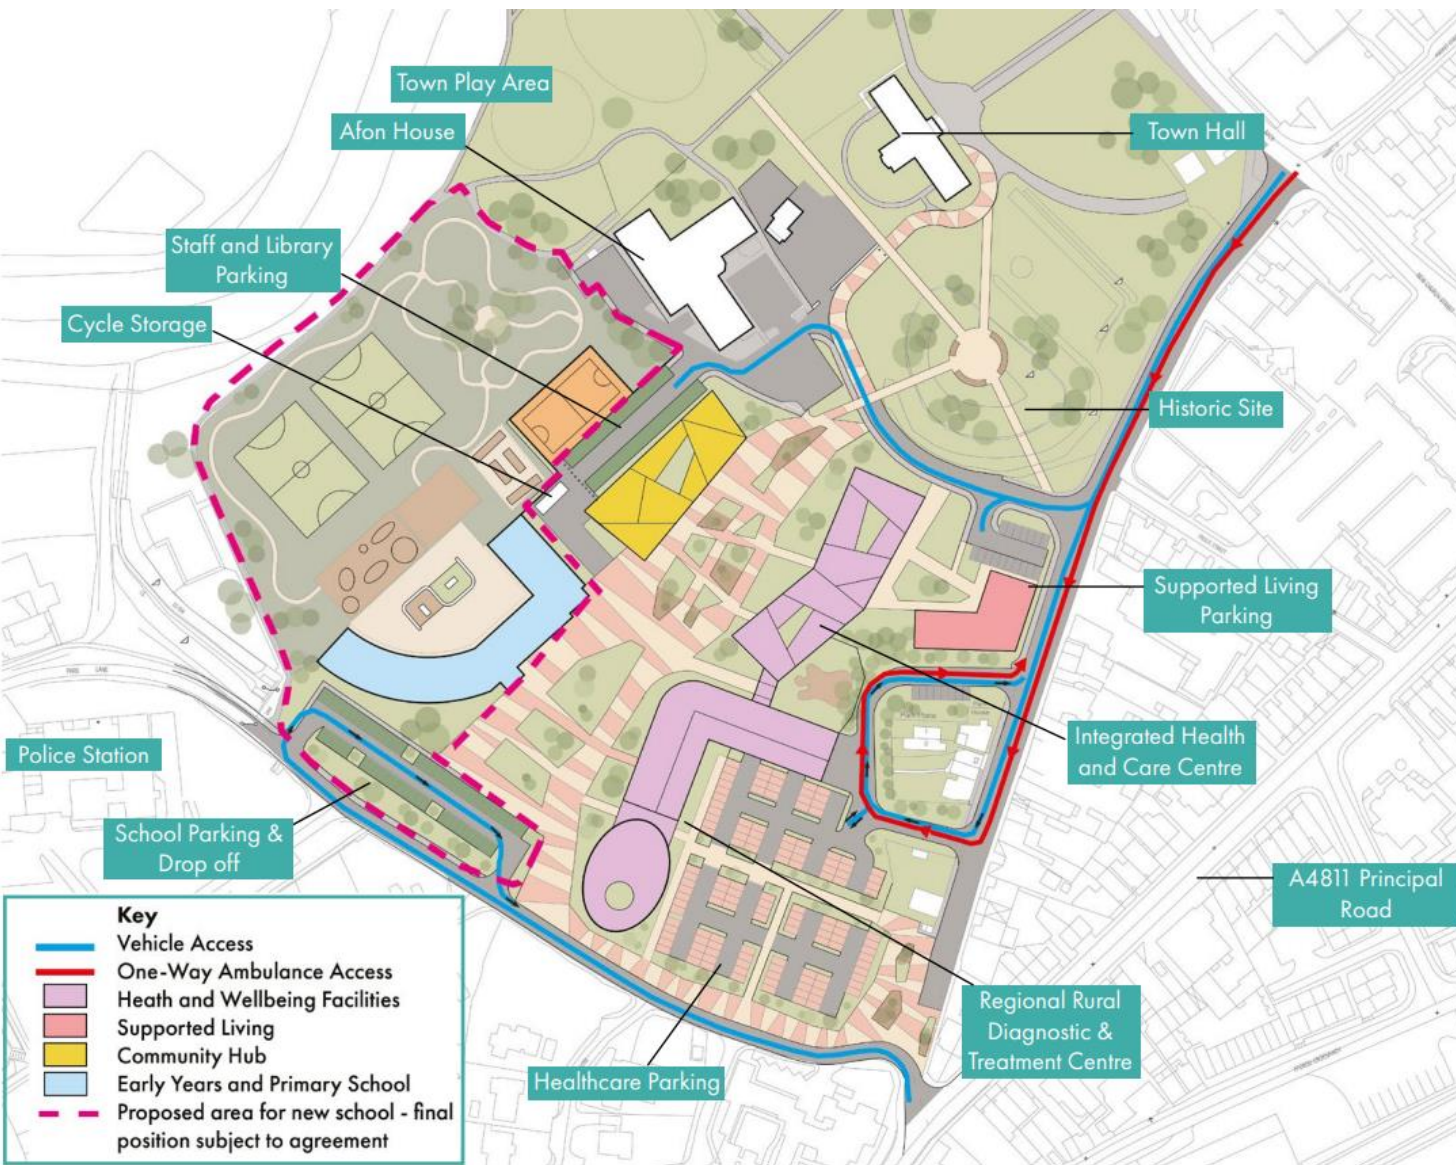 Town Play Area
Afon House
Town Hall
Staff and Library
Parking
Cycle Storage
Historic Site
Supported Living
Parking
PARK LANE
Police Station
Integrated Health
and Care Centre
School Parking &
Drop off
A4811 Principal
Road
Regional Rural
Diagnostic &
Treatment Centre
Healthcare Parking
Key
Vehicle Access
One-Way Ambulance Access
Heath and Wellbeing Facilities
Supported Living
Community Hub
Early Years and Primary School
Proposed area for new school - final
position subject to agreement